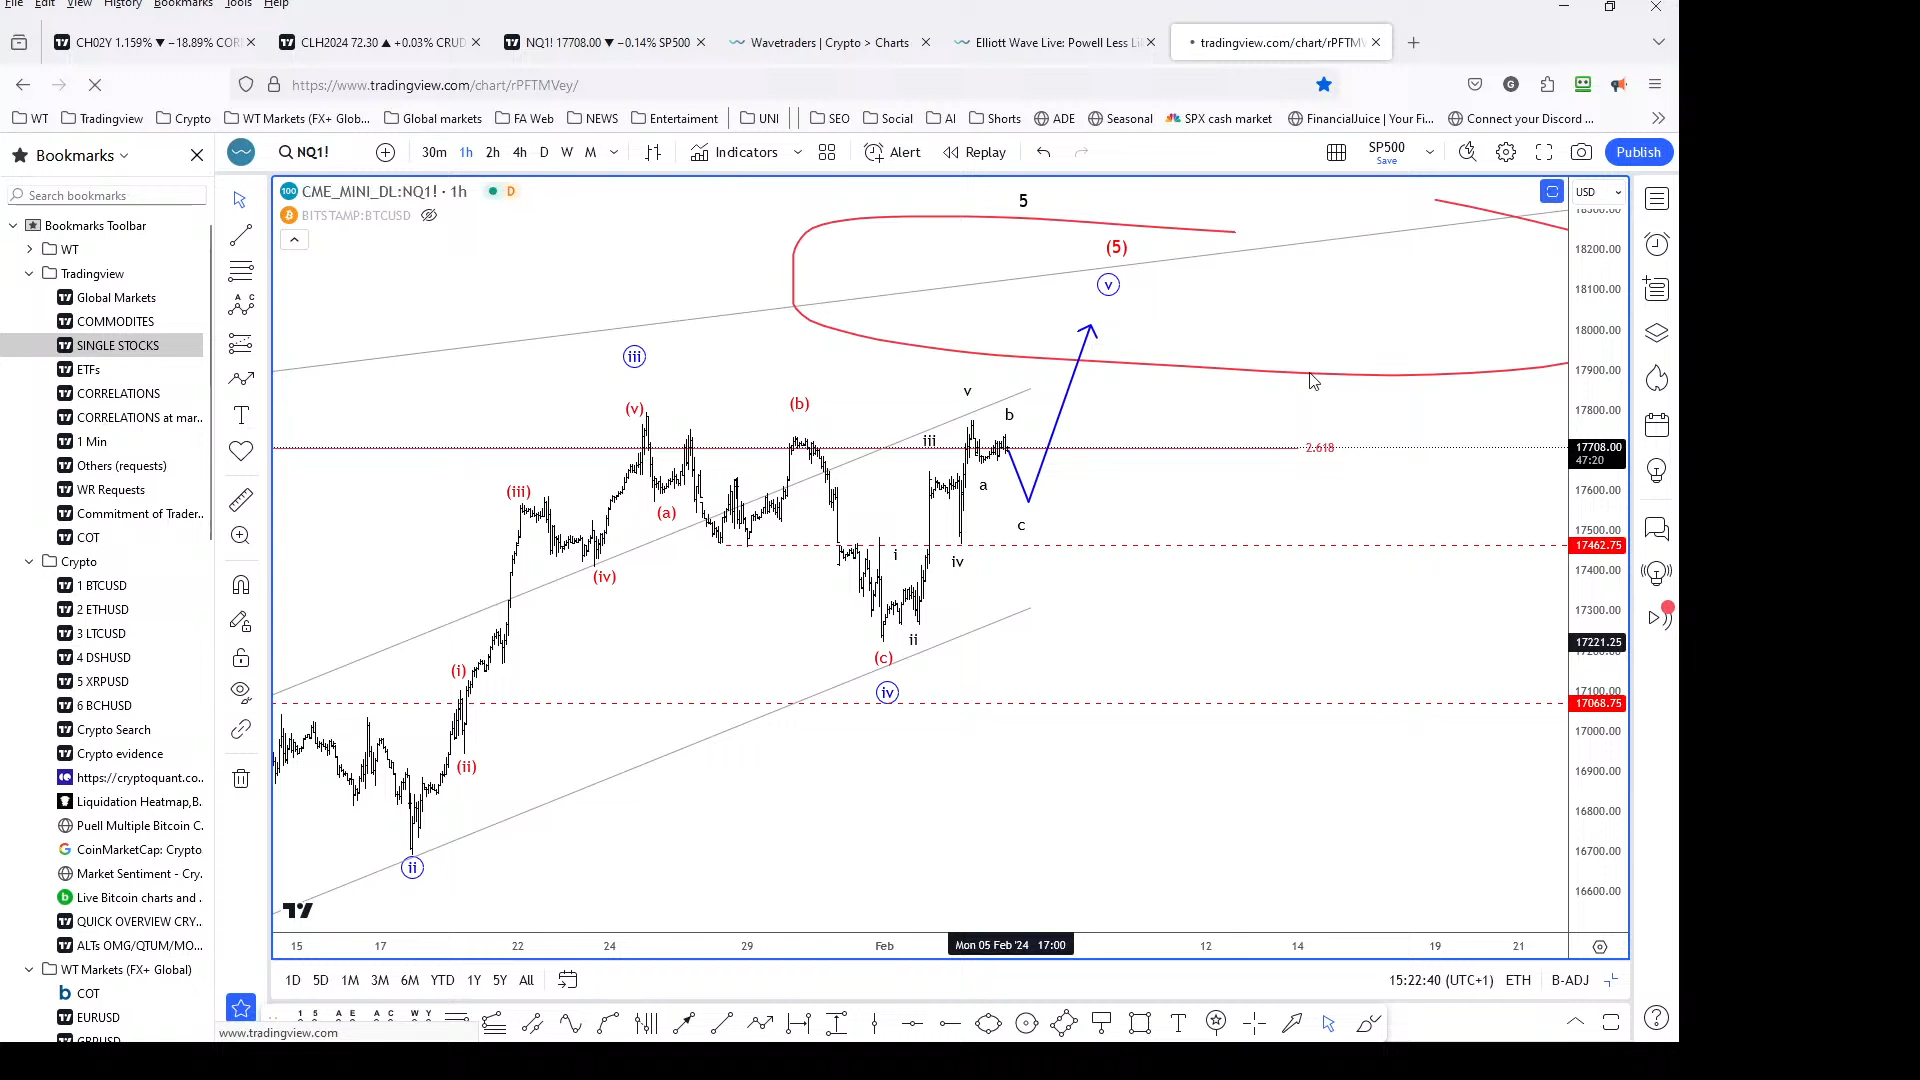 File Edit View History Bookmarks Tools Help
CH02Y 1.159% ▼ −18.89% COR
CLH2024 72.30 ▲ +0.03% CRUD
NQ1! 17708.00 ▼ −0.14% SP500
Wavetraders | Crypto > Charts
Elliott Wave Live: Powell Less Li
tradingview.com/chart/rPFTMV
https://www.tradingview.com/chart/rPFTMVey/
WT Tradingview Crypto WT Markets (FX+ Glob... Global markets FA Web NEWS Entertaiment UNI SEO Social AI Shorts ADE Seasonal SPX cash market FinancialJuice | Your Fi... Connect your Discord ...
Bookmarks
NQ1! 30m 1h 2h 4h D W M Indicators Alert Replay SP500 Save Publish
Search bookmarks
Bookmarks Toolbar
WT
Tradingview
Global Markets
COMMODITES
SINGLE STOCKS
ETFs
CORRELATIONS
CORRELATIONS at mar...
1 Min
Others (requests)
WR Requests
Commitment of Trader...
COT
Crypto
1 BTCUSD
2 ETHUSD
3 LTCUSD
4 DSHUSD
5 XRPUSD
6 BCHUSD
Crypto Search
Crypto evidence
https://cryptoquant.co...
Liquidation Heatmap,B...
Puell Multiple Bitcoin C...
CoinMarketCap: Crypto...
Market Sentiment - Cry...
Live Bitcoin charts and ...
QUICK OVERVIEW CRY...
ALTs OMG/QTUM/MO...
WT Markets (FX+ Global)
COT
EURUSD
CME_MINI_DL:NQ1! · 1h D
BITSTAMP:BTCUSD
USD
5
(5)
v
iii
(v)
(b)
v
b
iii
2.618
a
(iii)
(a)
c
i
iv
(iv)
ii
(c)
(i)
iv
(ii)
ii
18300.00
18200.00
18100.00
18000.00
17900.00
17800.00
17708.00
47:20
17600.00
17500.00
17462.75
17400.00
17300.00
17221.25
17100.00
17068.75
17000.00
16900.00
16800.00
16700.00
16600.00
15 17 22 24 29 Feb Mon 05 Feb '24 17:00 12 14 19 21
1D 5D 1M 3M 6M YTD 1Y 5Y All
15:22:40 (UTC+1) ETH B-ADJ
www.tradingview.com